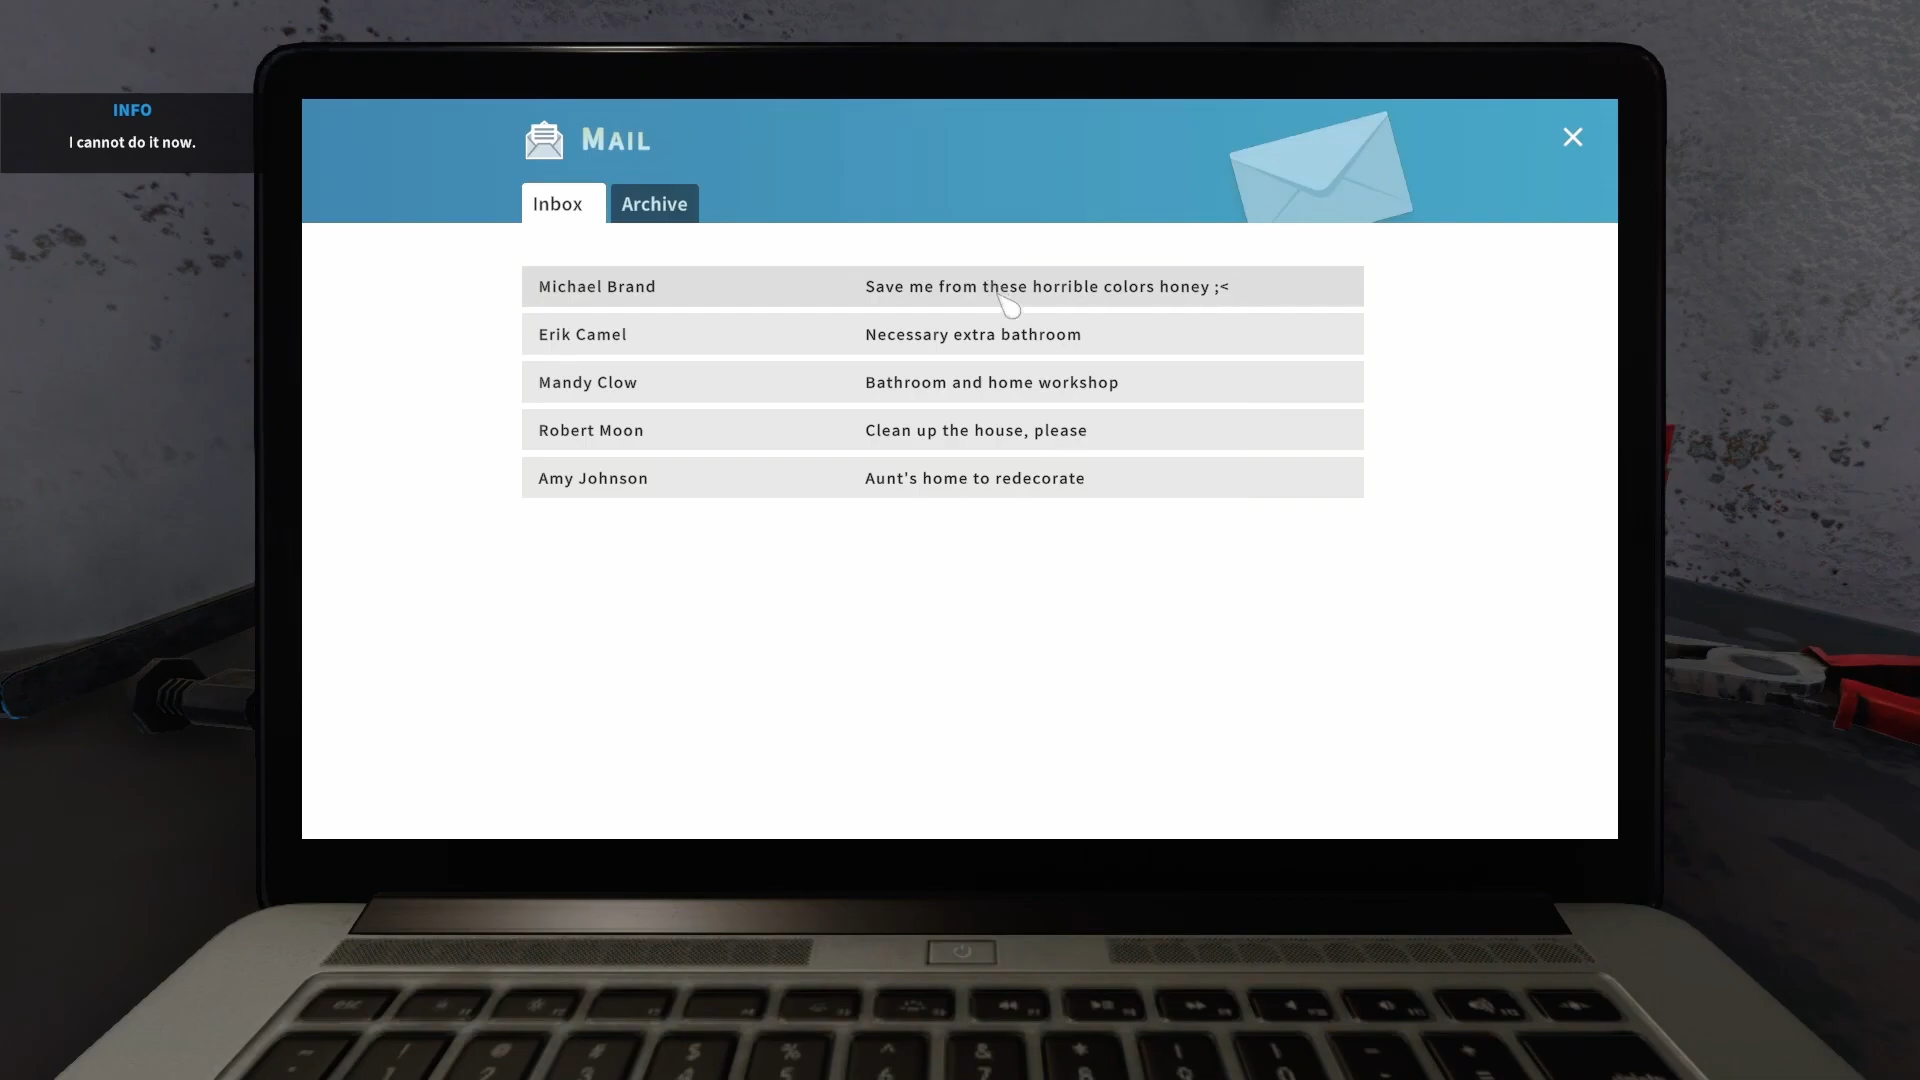 INFO
I cannot do it now.
MAIL
Inbox
Archive
Michael Brand Save me from these horrible colors honey ;<
Erik Camel Necessary extra bathroom
Mandy Clow Bathroom and home workshop
Robert Moon Clean up the house, please
Amy Johnson Aunt's home to redecorate
esc